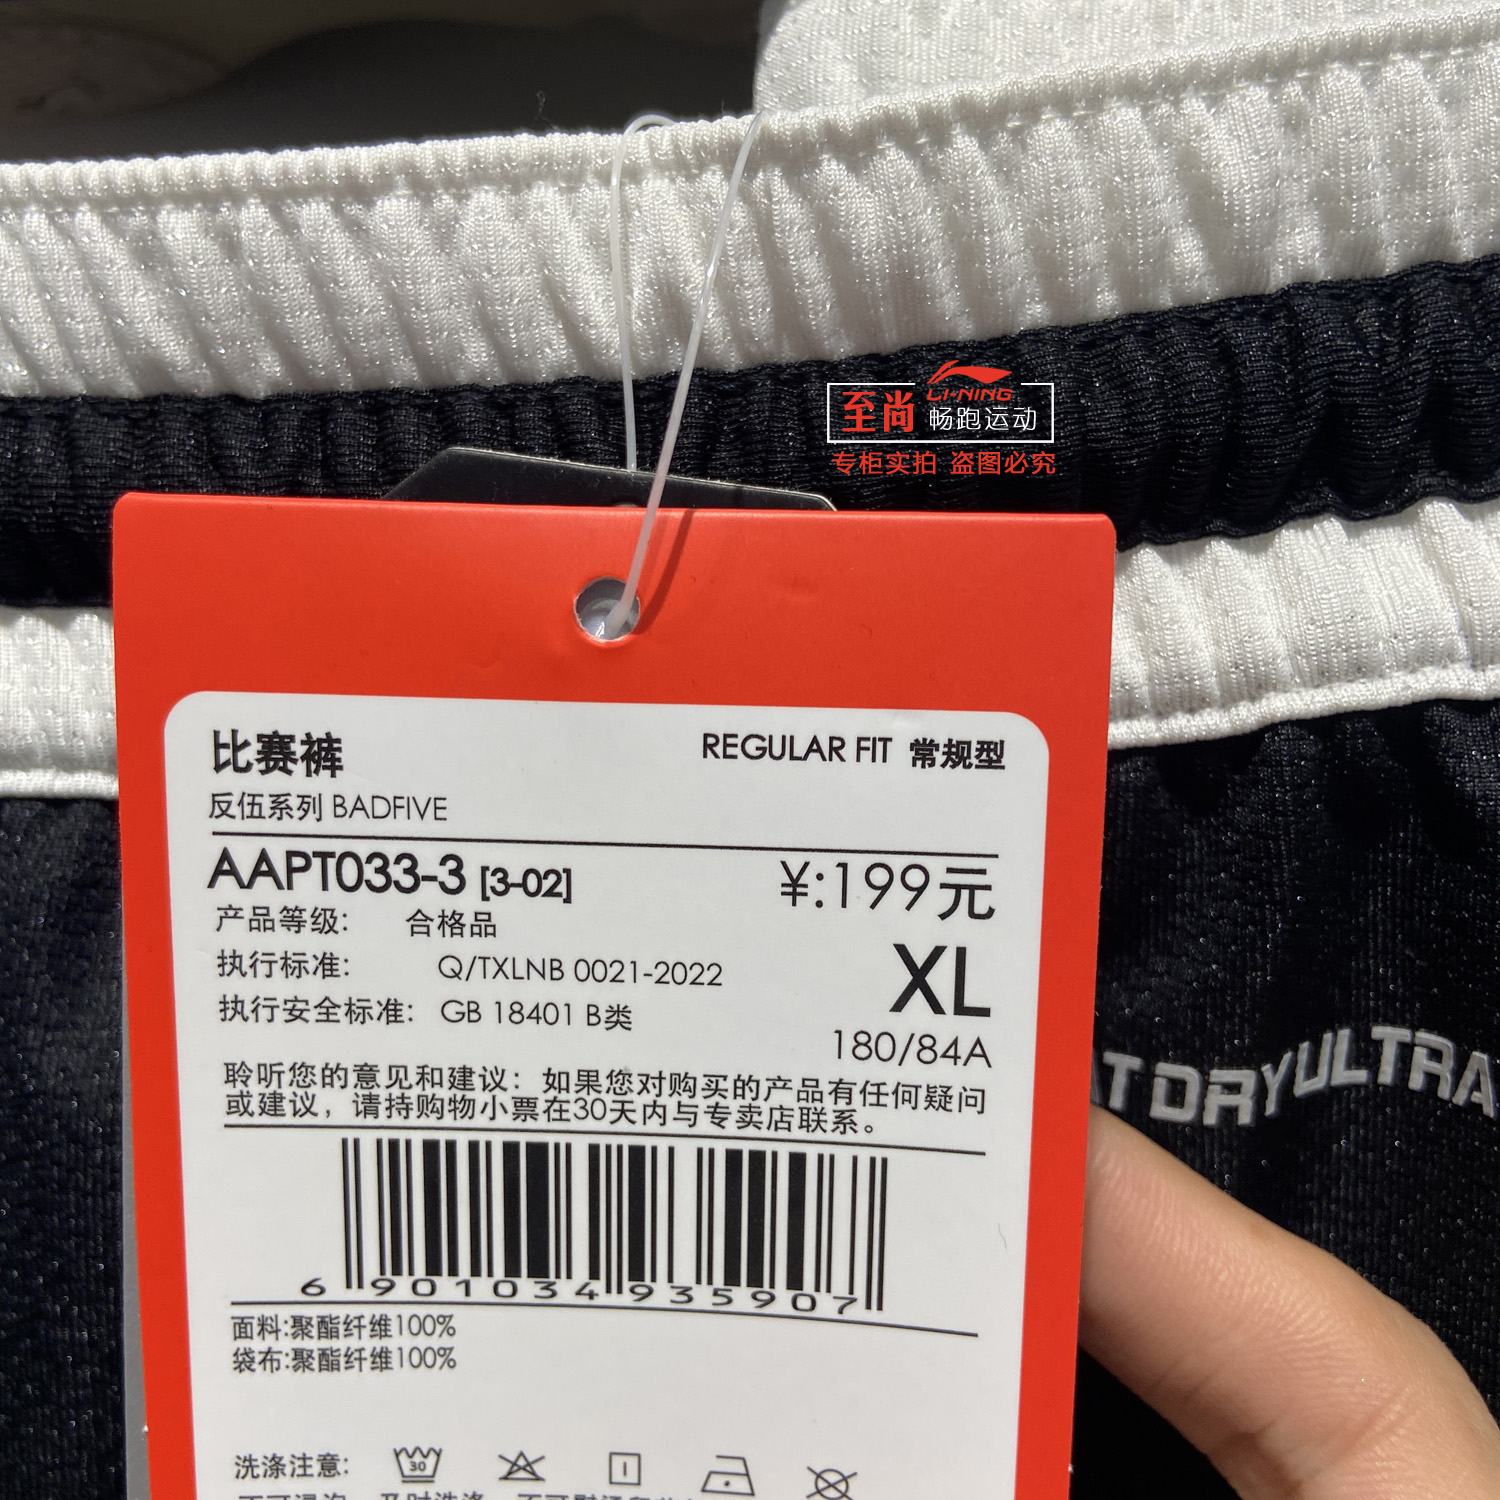 LI-NING
至尚 畅跑运动
专柜实拍 盗图必究
比赛裤
REGULAR FIT 常规型
反伍系列 BADFIVE
AAPT033-3 [3-02]
¥:199元
产品等级: 合格品
执行标准: Q/TXLNB 0021-2022
XL
执行安全标准: GB 18401 B类
180/84A
聆听您的意见和建议: 如果您对购买的产品有任何疑问
或建议, 请持购物小票在30天内与专卖店联系。
6 901034 935907
面料:聚酯纤维100%
袋布:聚酯纤维100%
洗涤注意:
30
AT DRY ULTRA